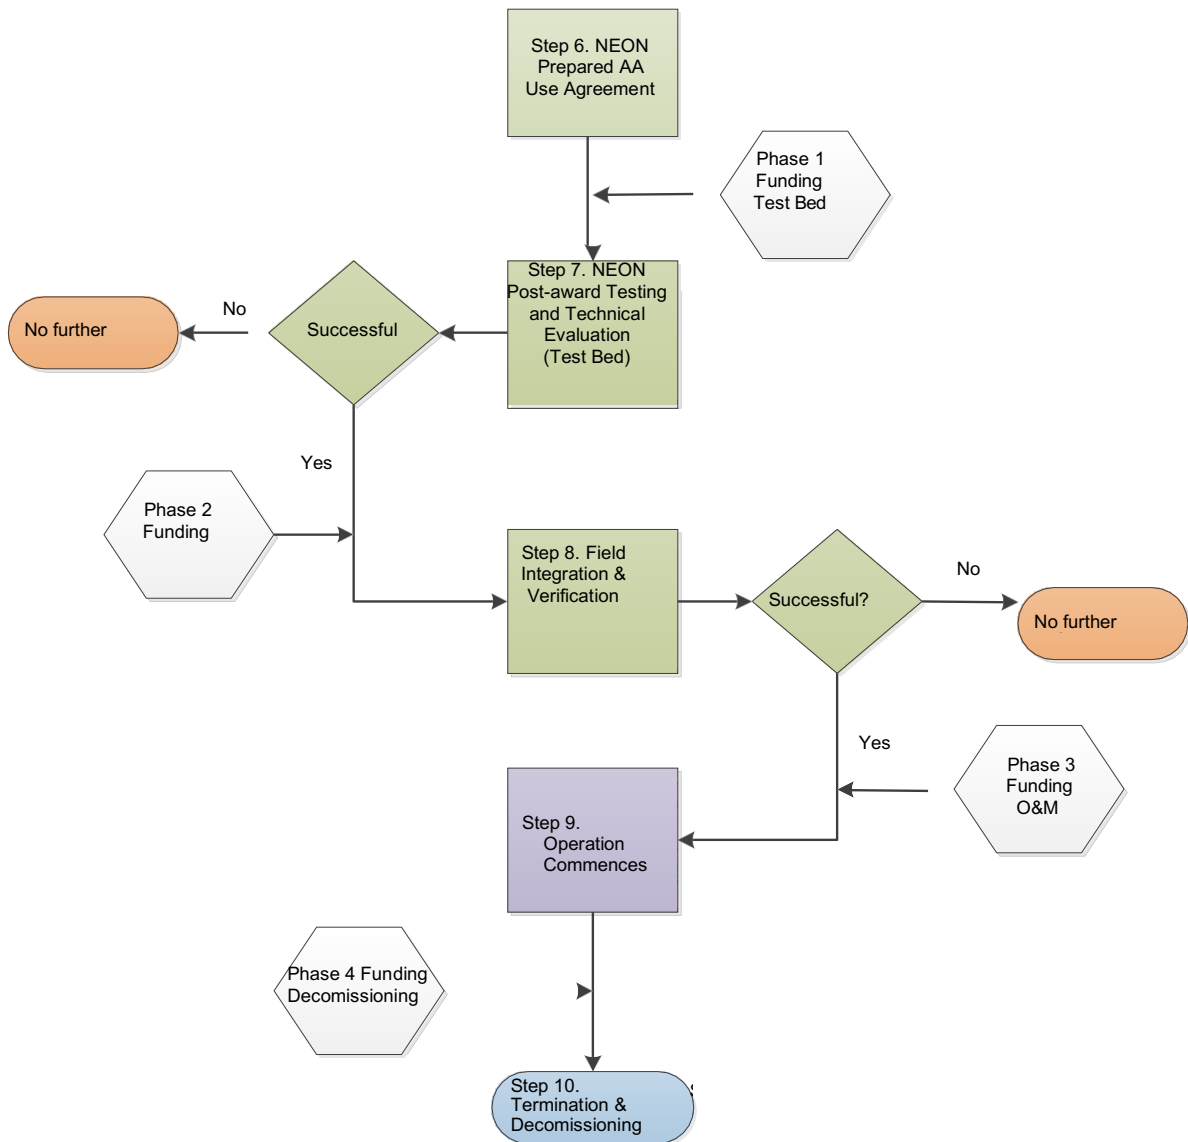 Step 6. NEON
Prepared AA
Use Agreement
Phase 1
Funding
Test Bed
Step 7. NEON
Post-award Testing
and Technical
Evaluation
(Test Bed)
Successful
No
No further
Yes
Phase 2
Funding
Step 8. Field
Integration &
Verification
Successful?
No
No further
Yes
Phase 3
Funding
O&M
Step 9.
Operation
Commences
Phase 4 Funding
Decomissioning
Step 10.
Termination &
Decomissioning